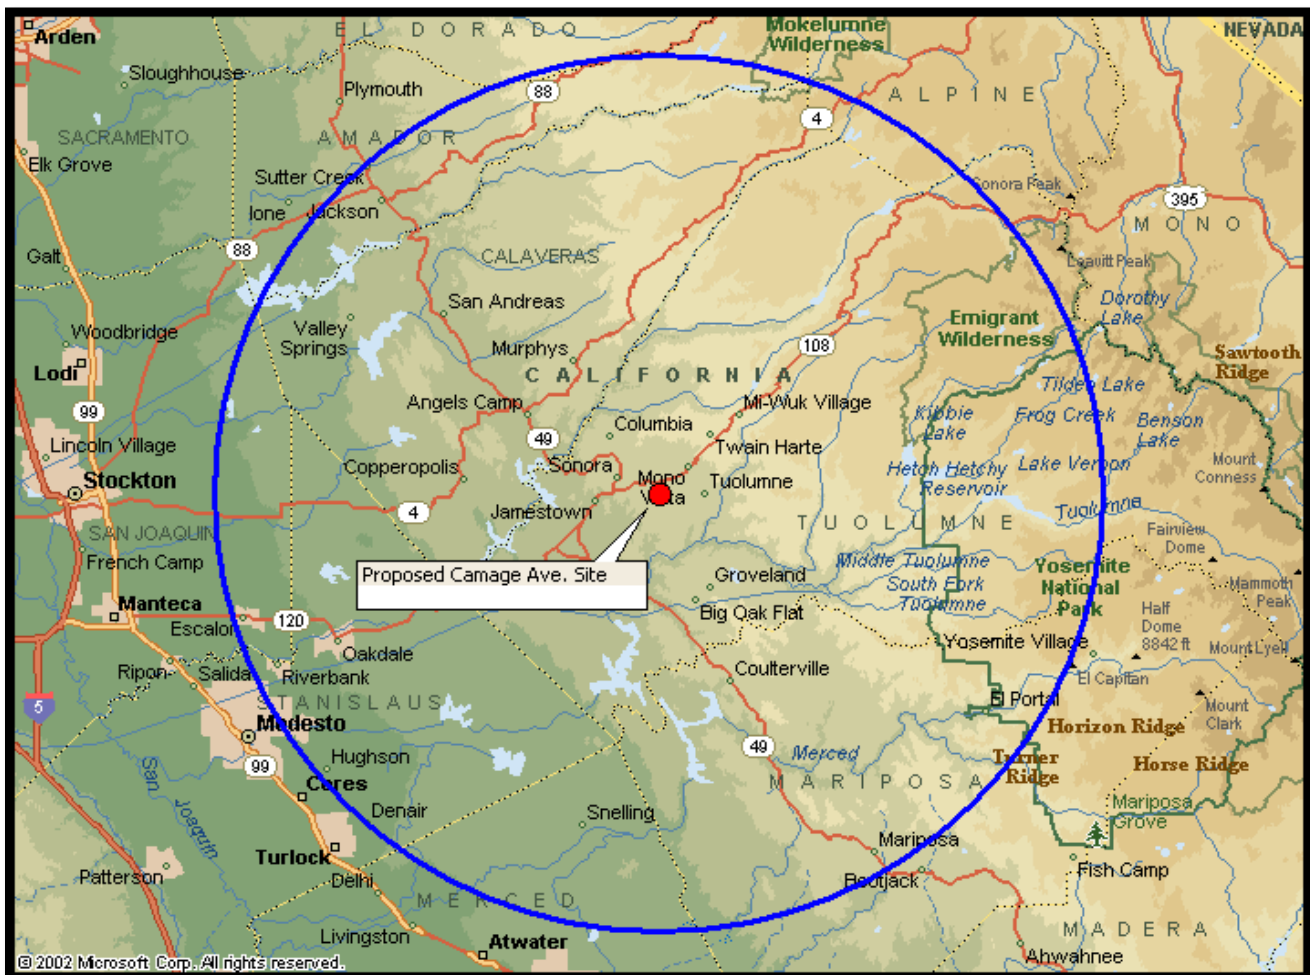 Mokelumne
Wilderness
NEVADA
EL DORADO
Arden
Sloughhouse
Plymouth
88
4
ALPINE
SACRAMENTO
AMADOR
Elk Grove
Sutter Creek
Sonora Peak
395
Ione
Jackson
MONO
88
Galt
CALAVERAS
Leavitt Peak
San Andreas
Dorothy
Lake
Woodbridge
Valley
Springs
Emigrant
Wilderness
108
Murphys
Sawtooth
Ridge
Lodi
CALIFORNIA
Tilden Lake
99
Angels Camp
Mi-Wuk Village
Kibbie
Lake
Frog Creek
Benson
Lake
49
Columbia
Lincoln Village
Twain Harte
Copperopolis
Sonora
Hetch Hetchy
Reservoir
Lake Vernon
Mount
Conness
Stockton
Mono
Vista
Tuolumne
4
Jamestown
TUOLUMNE
Tuolumne
SAN JOAQUIN
Fairview
Dome
French Camp
Middle Tuolumne
Proposed Camage Ave. Site
Groveland
South Fork
Tuolumne
Yosemite
National
Park
Mammoth
Peak
Manteca
Big Oak Flat
Half
Dome
8842 ft
120
Escalon
Yosemite Village
Mount Lyell
Oakdale
Ripon
Salida
Riverbank
Coulterville
El Capitan
5
STANISLAUS
El Portal
Mount
Clark
Modesto
Horizon Ridge
49
Merced
Hughson
99
Turner
Ridge
Horse Ridge
MARIPOSA
Ceres
Mariposa
Grove
San Joaquin
Denair
Snelling
Mariposa
Turlock
Patterson
Delhi
Bootjack
Fish Camp
MERCED
Livingston
MADERA
Atwater
Ahwahnee
© 2002 Microsoft Corp. All rights reserved.